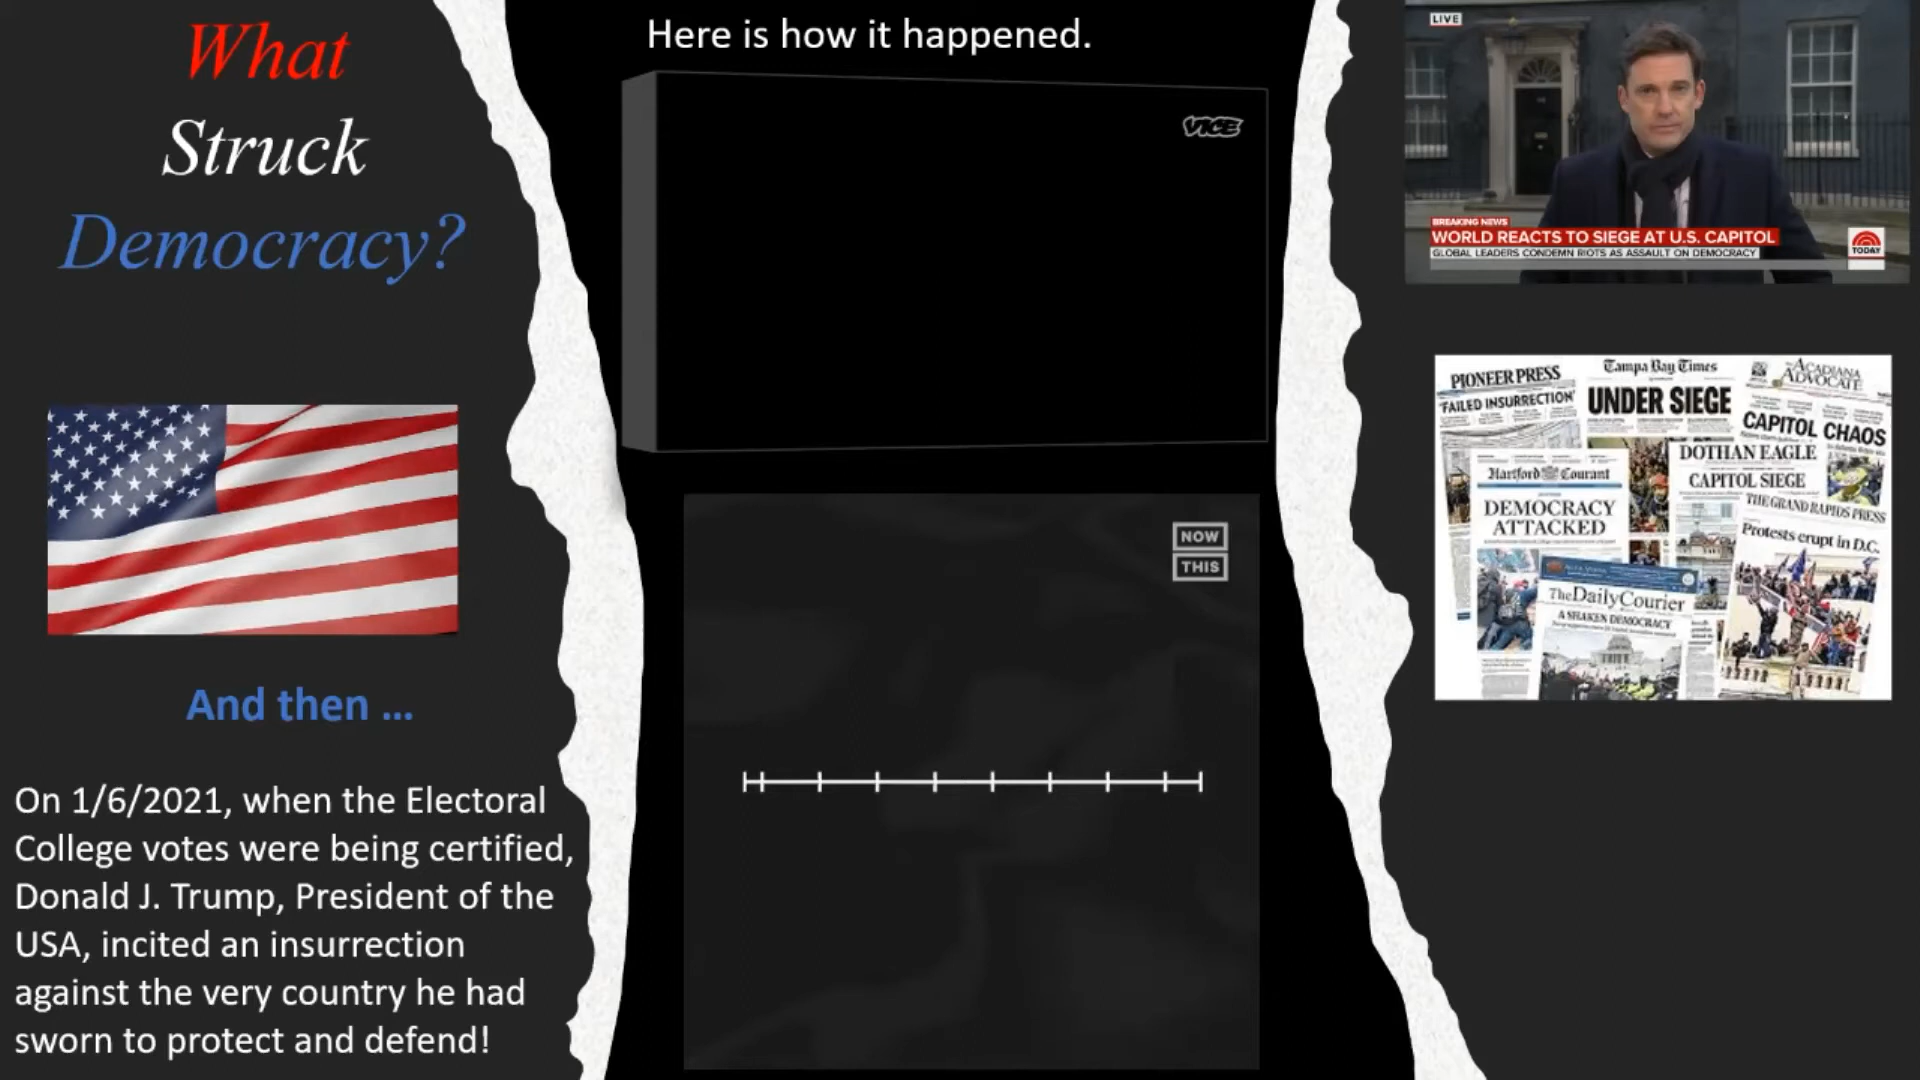 What
Struck
Democracy?
And then ...
On 1/6/2021, when the Electoral
College votes were being certified,
Donald J. Trump, President of the
USA, incited an insurrection
against the very country he had
sworn to protect and defend!
Here is how it happened.
VICE
NOW
THIS
LIVE
BREAKING NEWS
WORLD REACTS TO SIEGE AT U.S. CAPITOL
GLOBAL LEADERS CONDEMN RIOTS AS ASSAULT ON DEMOCRACY
TODAY
PIONEER PRESS
'FAILED INSURRECTION'
Tampa Bay Times
UNDER SIEGE
ACADIANA
ADVOCATE
CAPITOL CHAOS
Hartford Courant
DEMOCRACY
ATTACKED
DOTHAN EAGLE
CAPITOL SIEGE
THE GRAND RAPIDS PRESS
Protests erupt in D.C.
The Daily Courier
A SHAKEN DEMOCRACY